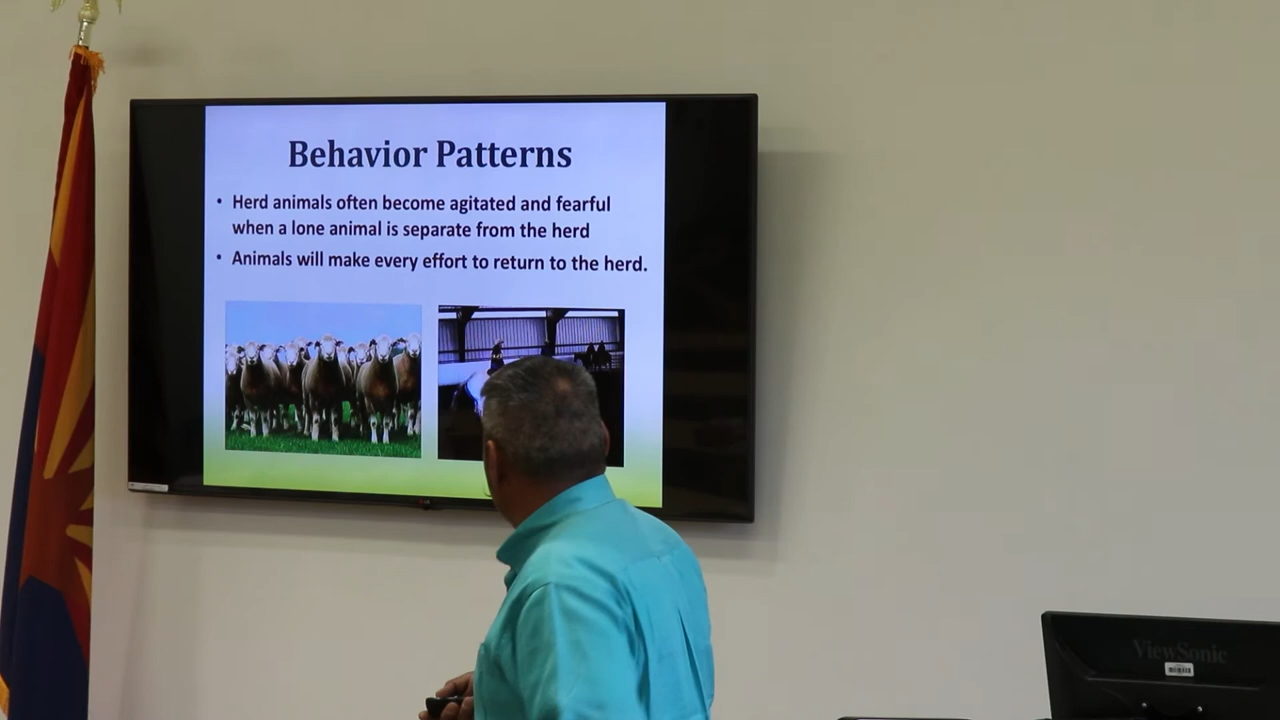 Behavior Patterns
• Herd animals often become agitated and fearful
when a lone animal is separate from the herd
• Animals will make every effort to return to the herd.
ViewSonic